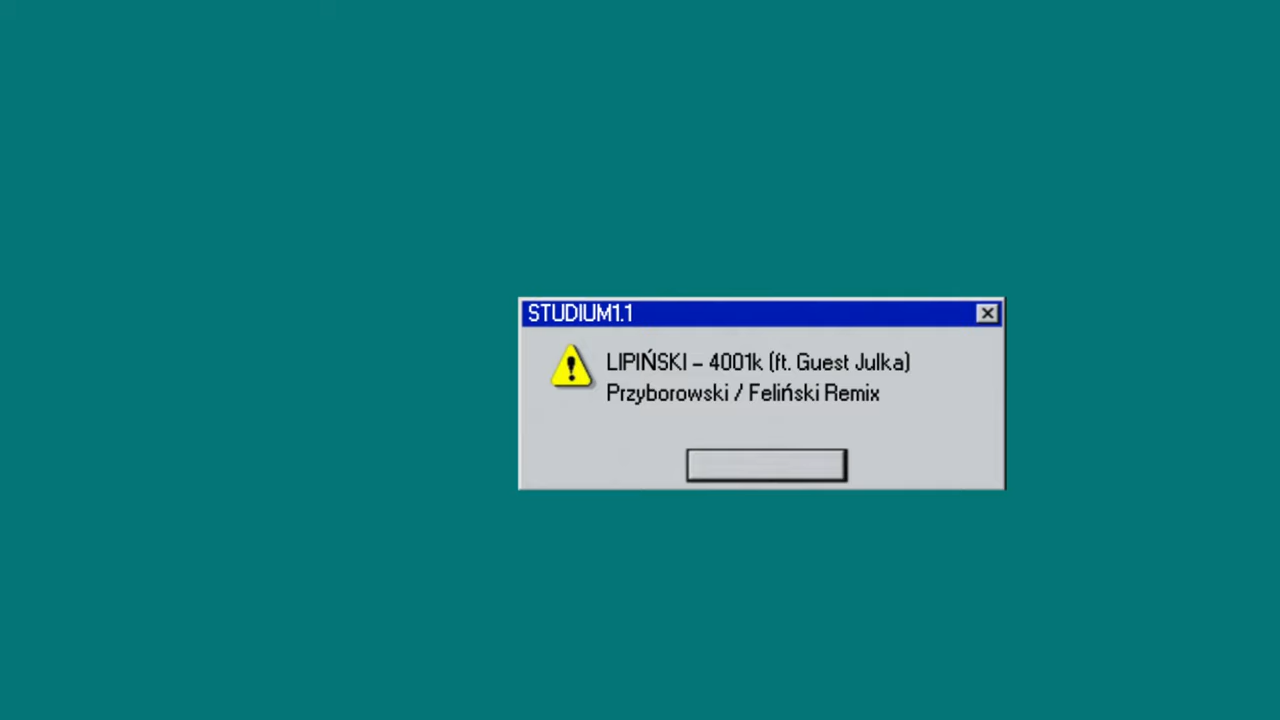 STUDIUM1.1
LIPIŃSKI – 4001k (ft. Guest Julka)
Przyborowski / Feliński Remix